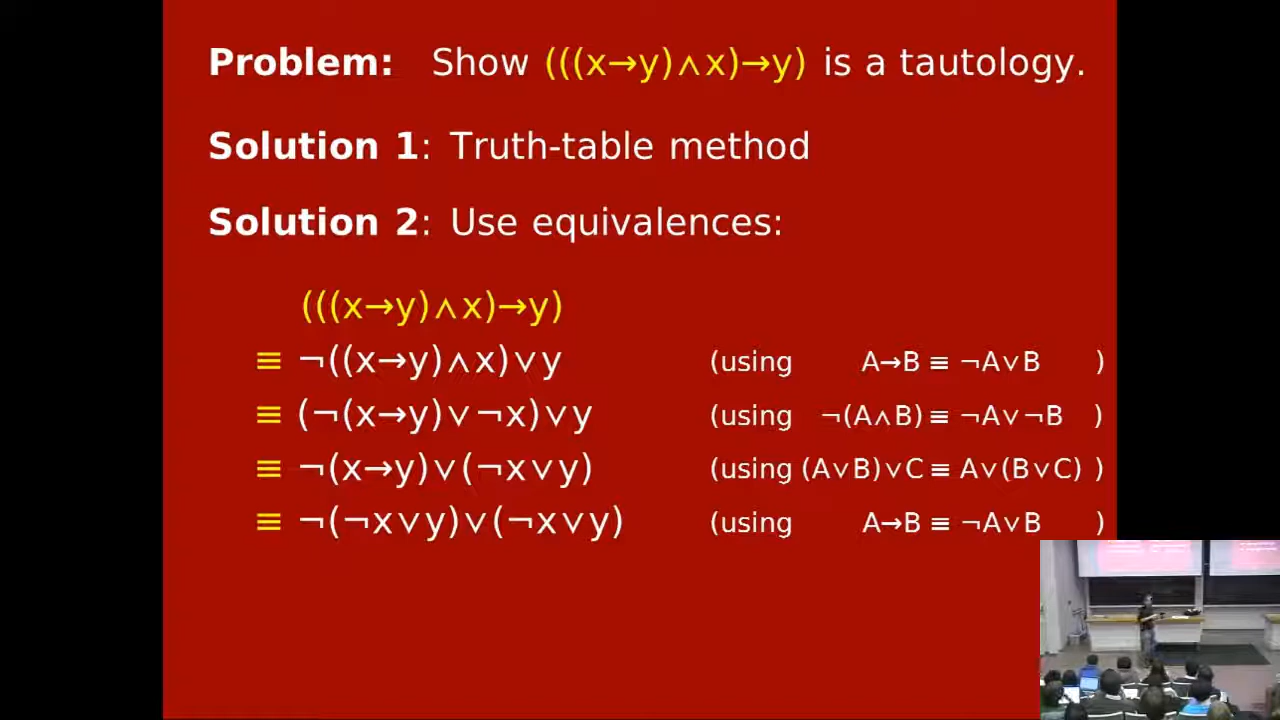 Problem: Show (((x→y)∧x)→y) is a tautology.
Solution 1: Truth-table method
Solution 2: Use equivalences:
(((x→y)∧x)→y)
≡ ¬((x→y)∧x)∨y (using A→B ≡ ¬A∨B )
≡ (¬(x→y)∨¬x)∨y (using ¬(A∧B) ≡ ¬A∨¬B )
≡ ¬(x→y)∨(¬x∨y) (using (A∨B)∨C ≡ A∨(B∨C) )
≡ ¬(¬x∨y)∨(¬x∨y) (using A→B ≡ ¬A∨B )